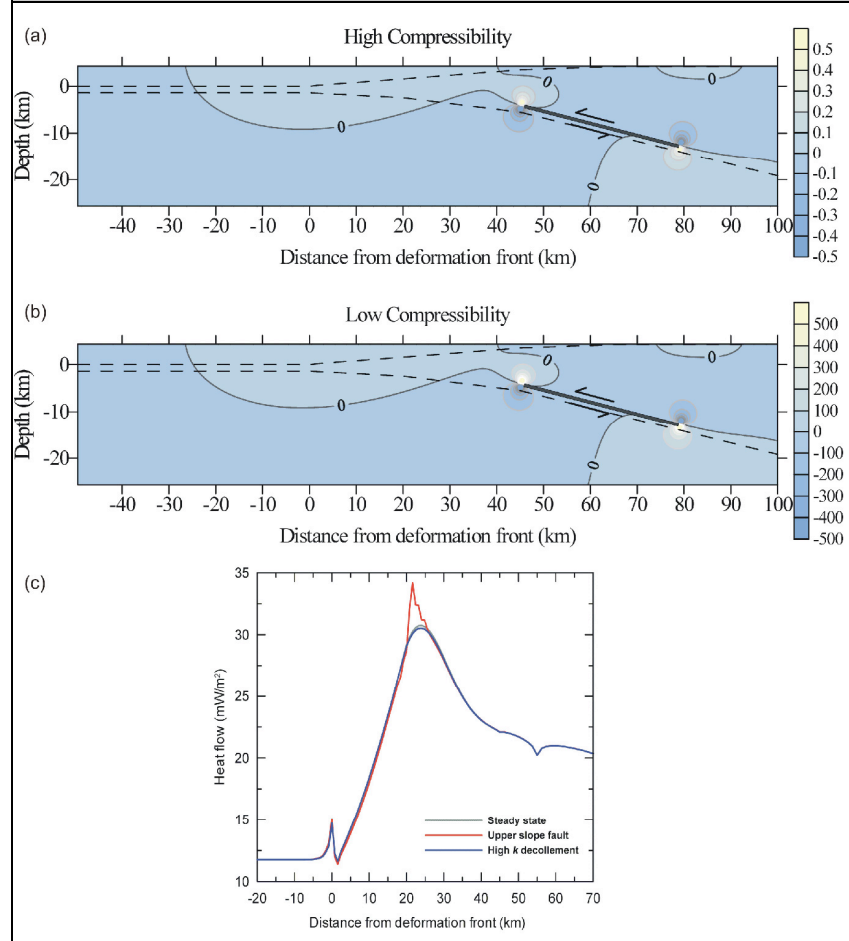 (a)
High Compressibility
0
-10
-20
Depth (km)
0
0
0
0
-40 -30 -20 -10 0 10 20 30 40 50 60 70 80 90 100
Distance from deformation front (km)
0.5
0.4
0.3
0.2
0.1
0
-0.1
-0.2
-0.3
-0.4
-0.5
(b)
Low Compressibility
0
-10
-20
Depth (km)
0
0
0
0
-40 -30 -20 -10 0 10 20 30 40 50 60 70 80 90 100
Distance from deformation front (km)
500
400
300
200
100
0
-100
-200
-300
-400
-500
(c)
35
30
25
20
15
10
Heat flow (mW/m²)
Steady state
Upper slope fault
High k decollement
-20 -10 0 10 20 30 40 50 60 70
Distance from deformation front (km)